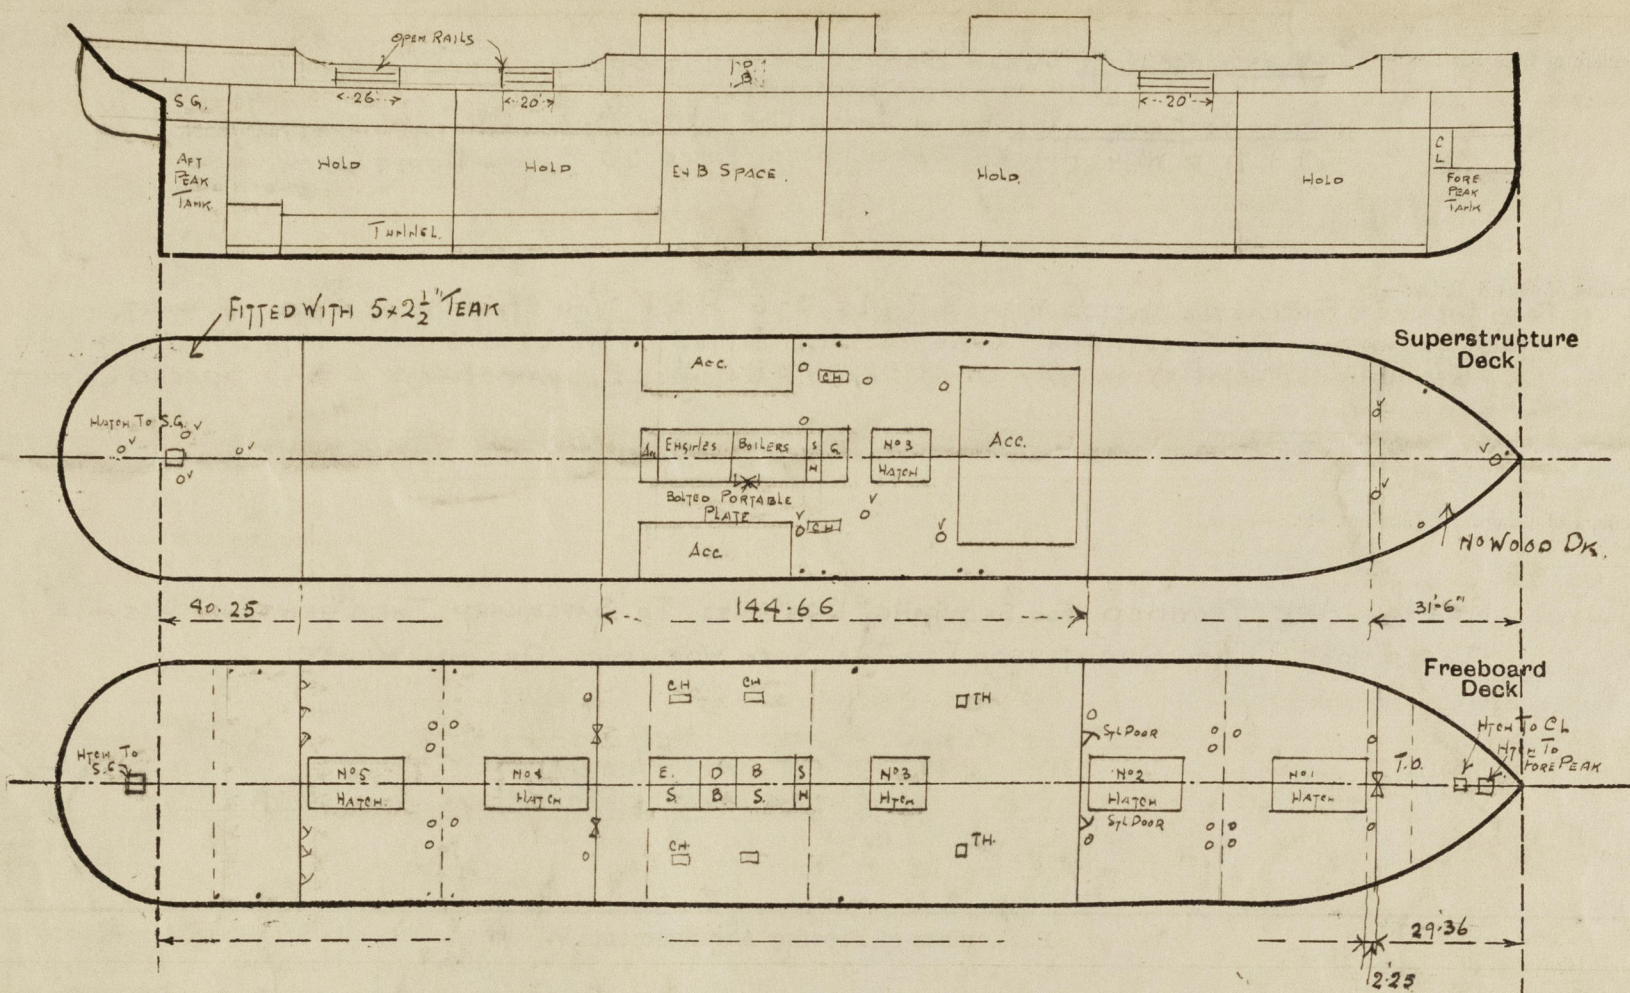 OPEN RAILS
26'
20'
20'
D
B
S G.
AFT
PEAK
TANK
HOLD
HOLD
E & B SPACE.
HOLD.
HOLD
C
L
FORE
PEAK
TANK
TUNNEL.
FITTED WITH 5 x 2 1/2" TEAK
Superstructure
Deck
HATCH TO S.G.
V
V
V
V
ACC.
CH
ACC
ENGINES
BOILERS
S
H
G.
No 3
HATCH
ACC.
BOLTED PORTABLE
PLATE
ACC.
V
CH
V
V
V
V
V
NO WOOD DK.
40.25
144.66
31'-6"
Freeboard
Deck
HTCH TO CL
HTCH TO
FORE PEAK
HTCH TO
S.G.
No 5
HATCH.
No 4
HATCH
CH
CH
E.
S.
D
B
B
S.
S
H
CH
No 3
HTCH
TH
TH.
STL DOOR
No 2
HATCH
STL DOOR
No 1
HATCH
T.D.
29.36
2.25